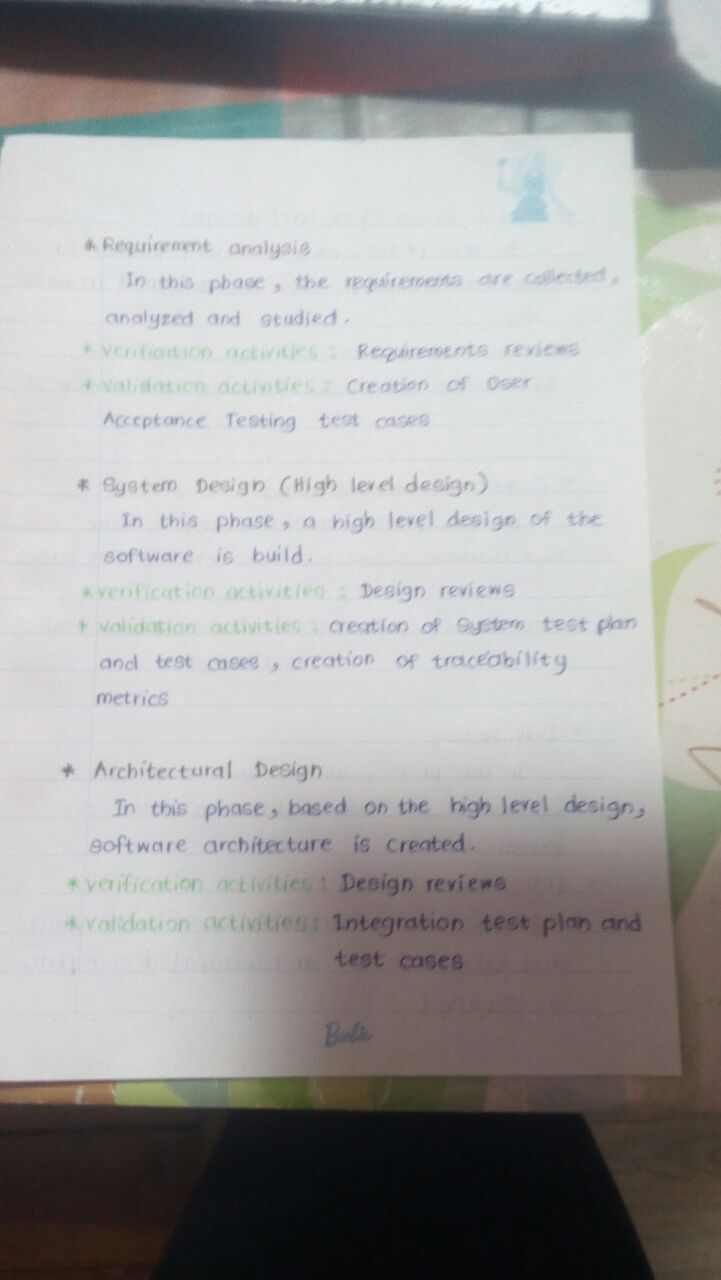 * Requirement analysis
In this phase, the requirements are collected,
analyzed and studied.
* verification activities : Requirements reviews
* validation activities : Creation of User
Acceptance Testing test cases
* System Design (High level design)
In this phase, a high level design of the
software is build.
* verification activities : Design reviews
* validation activities : creation of System test plan
and test cases, creation of traceability
metrics
* Architectural Design
In this phase, based on the high level design,
software architecture is created.
* verification activities : Design reviews
* validation activities : Integration test plan and
test cases
Barbie